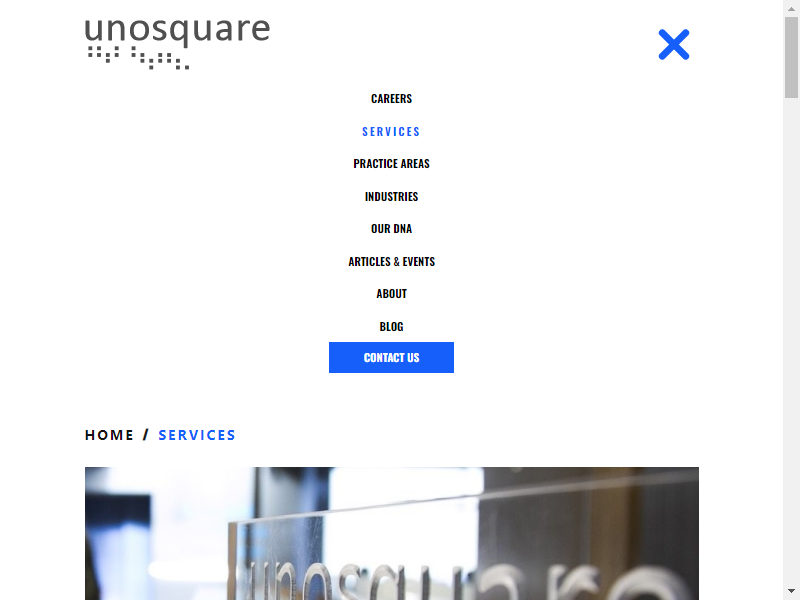 unosquare
⠛⠝ ⠕⠎⠟⠥
CAREERS
SERVICES
PRACTICE AREAS
INDUSTRIES
OUR DNA
ARTICLES & EVENTS
ABOUT
BLOG
CONTACT US
HOME / SERVICES
unosquare